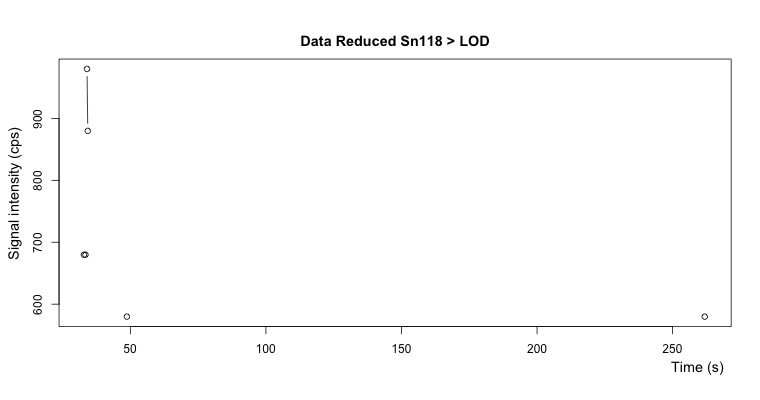 Data Reduced Sn118 > LOD
Signal intensity (cps)
900
800
700
600
50 100 150 200 250
Time (s)